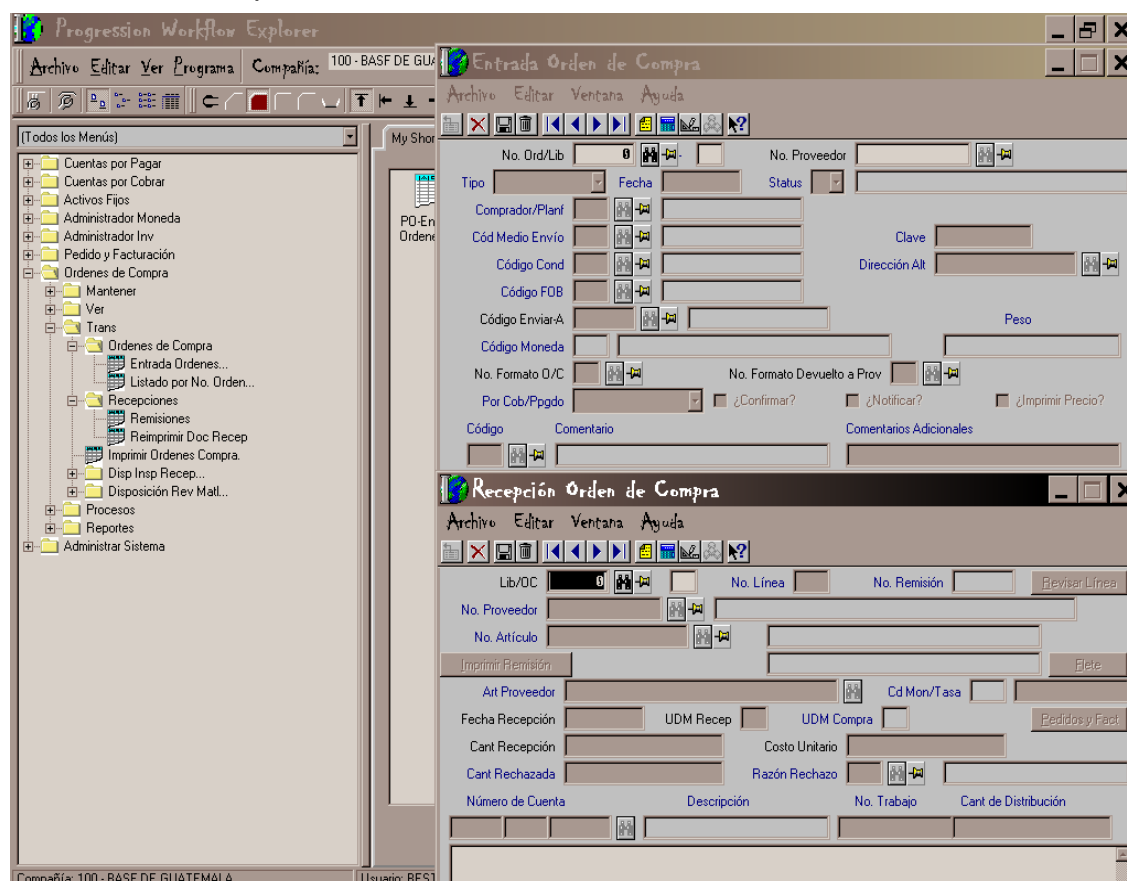 Progression Workflow Explorer
Archivo Editar Ver Programa Compañía: 100 - BASF DE
(Todos los Menús)
My Shor
Cuentas por Pagar
Cuentas por Cobrar
Activos Fijos
Administrador Moneda
Administrador Inv
Pedido y Facturación
Ordenes de Compra
Mantener
Ver
Trans
Ordenes de Compra
Entrada Ordenes...
Listado por No. Orden...
Recepciones
Remisiones
Reimprimir Doc Recep
Imprimir Ordenes Compra.
Disp Insp Recep...
Disposición Rev Matl...
Procesos
Reportes
Administrar Sistema
PO-En
Ordene
Compañía: 100 - BASF DE GUATEMALA
Usuario:
Entrada Orden de Compra
Archivo Editar Ventana Ayuda
No. Ord/Lib 0 - No. Proveedor
Tipo Fecha Status
Comprador/Planf
Cód Medio Envío Clave
Código Cond Dirección Alt
Código FOB
Código Enviar-A Peso
Código Moneda
No. Formato O/C No. Formato Devuelto a Prov
Por Cob/Ppgdo ¿Confirmar? ¿Notificar? ¿Imprimir Precio?
Código Comentario Comentarios Adicionales
Recepción Orden de Compra
Archivo Editar Ventana Ayuda
Lib/OC 0 No. Línea No. Remisión Revisar Línea
No. Proveedor
No. Artículo
Imprimir Remisión Flete
Art Proveedor Cd Mon/Tasa
Fecha Recepción UDM Recep UDM Compra Pedidos y Fact
Cant Recepción Costo Unitario
Cant Rechazada Razón Rechazo
Número de Cuenta Descripción No. Trabajo Cant de Distribución